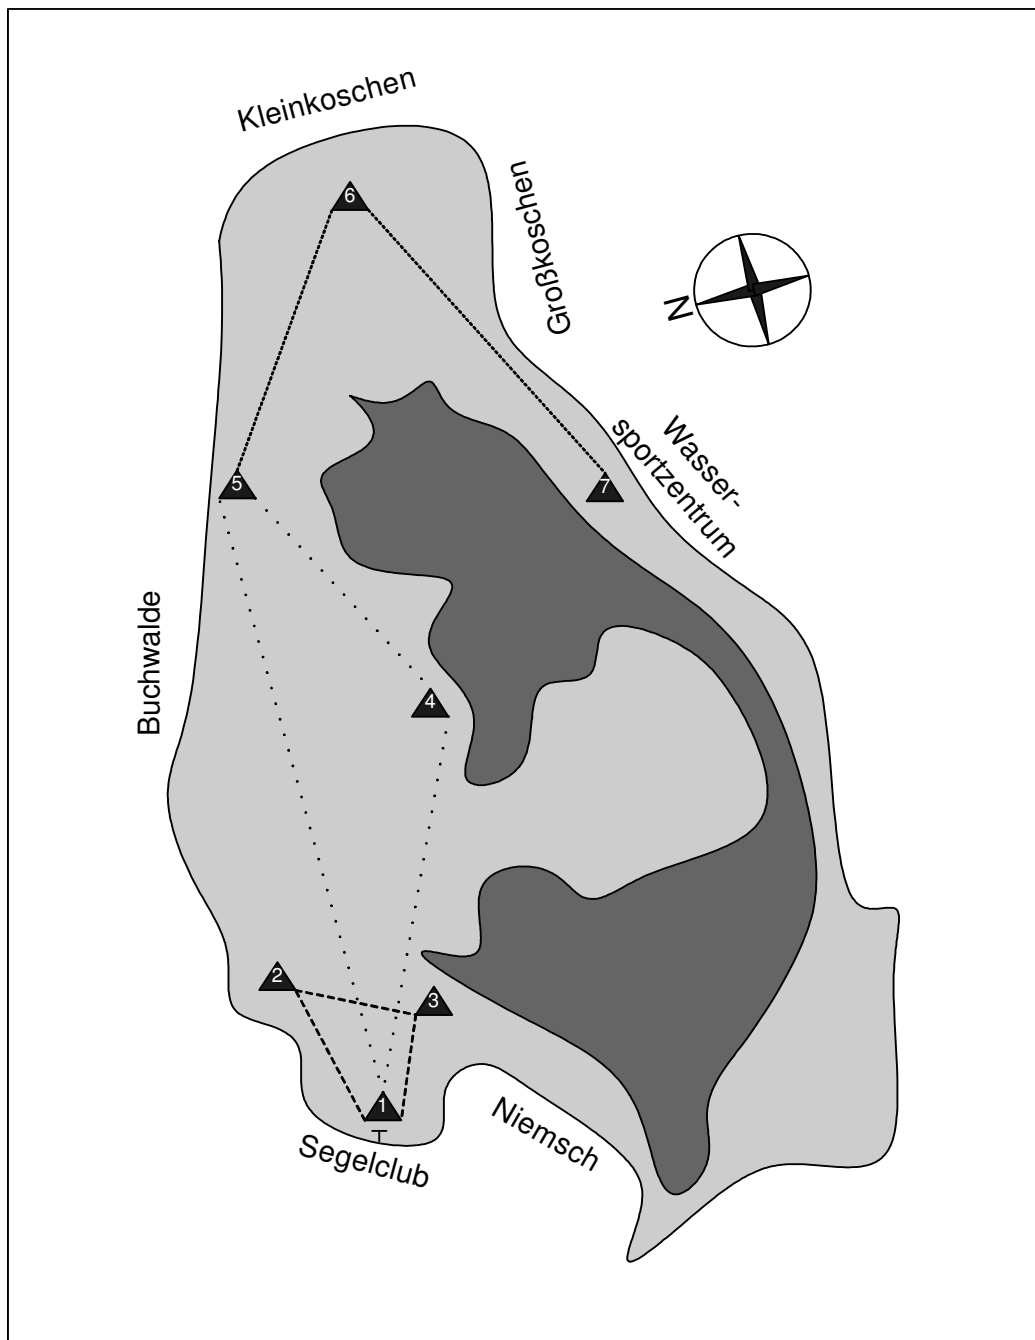 Kleinkoschen
Großkoschen
6
N
Wasser-
sportzentrum
5
7
Buchwalde
4
2
3
1
Niemsch
Segelclub